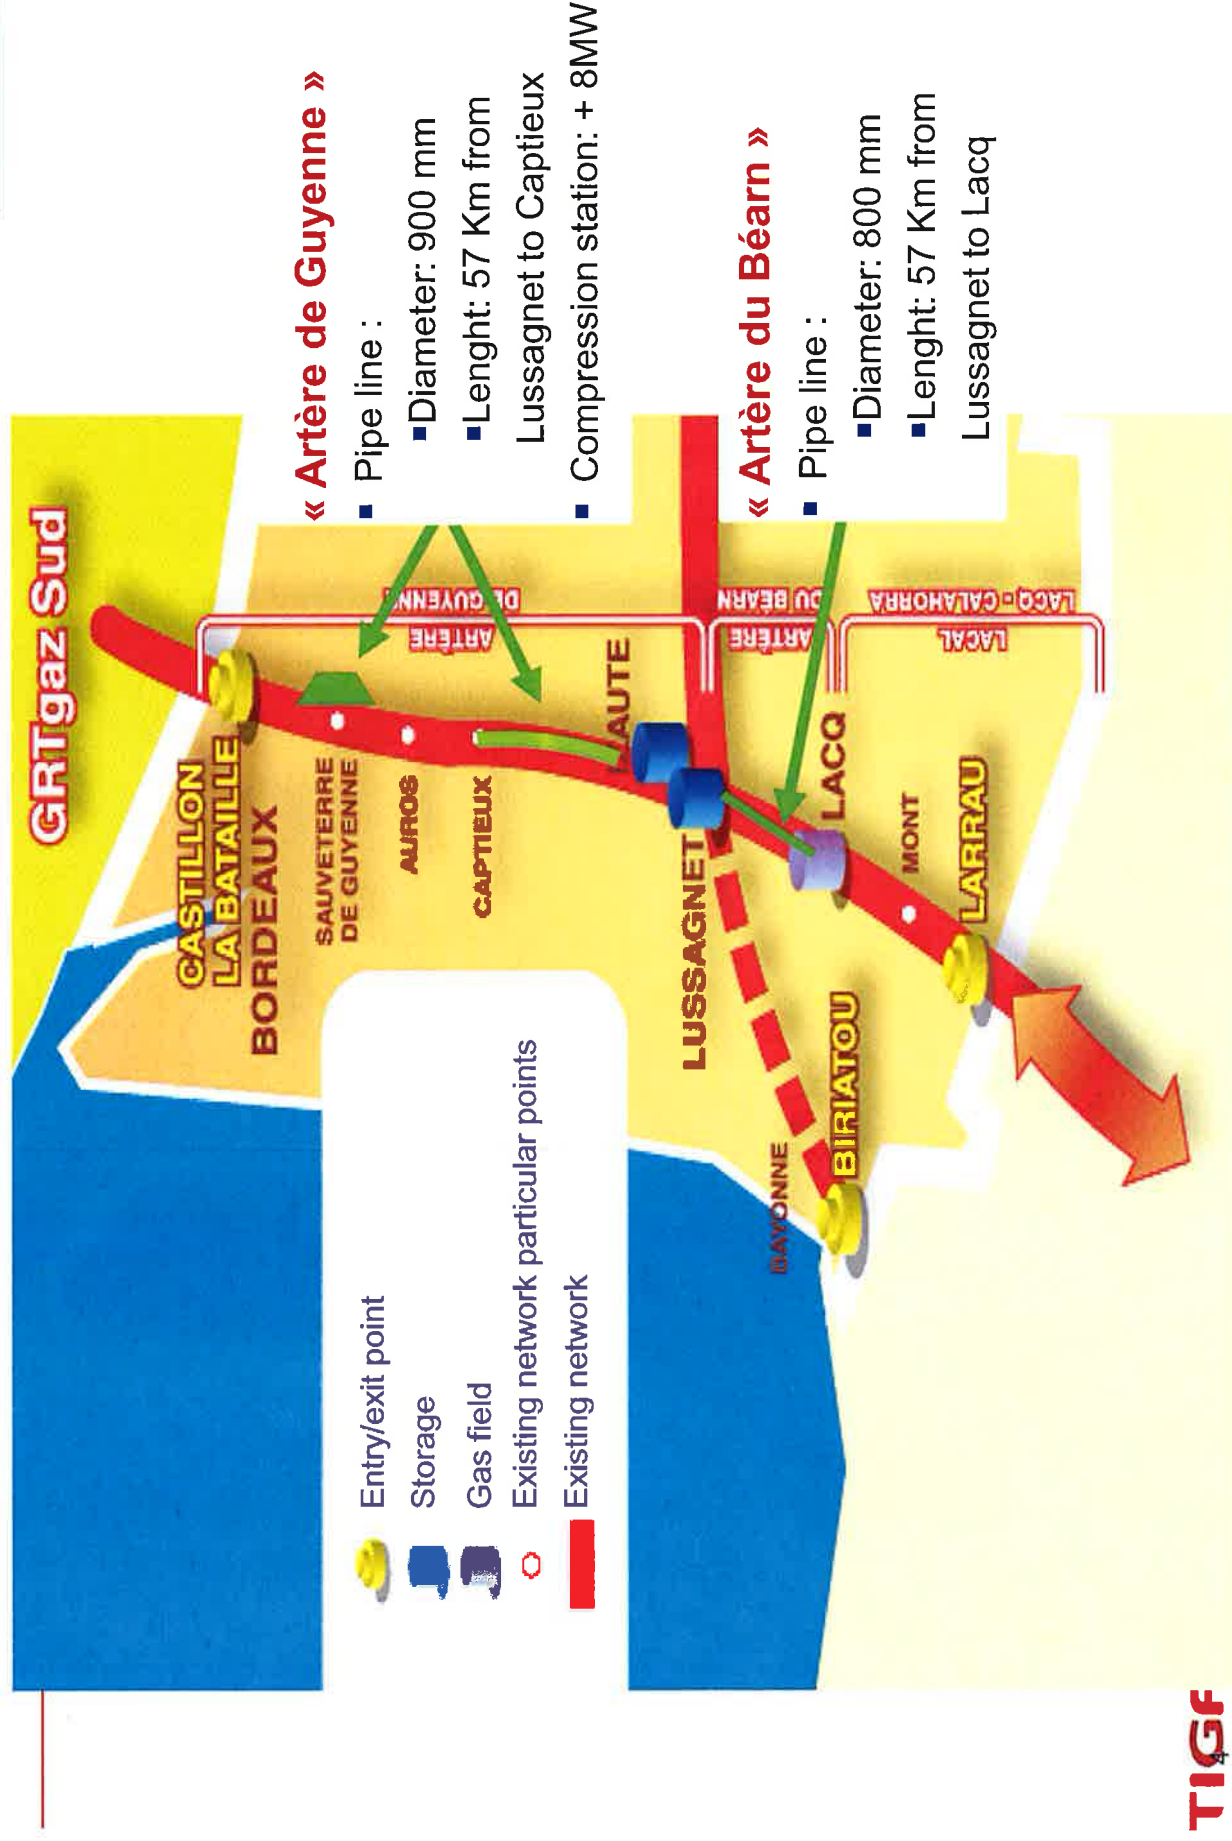 GRTgaz Sud
CASTILLON
LA BATAILLE
BORDEAUX
SAUVETERRE
DE GUYENNE
AUROS
CAPTIEUX
AUTE
LUSSAGNET
LACQ
MONT
LARRAU
BAYONNE
BIRIATOU
ARTÈRE
DE GUYENN
ARTÈRE
DU BÉARN
LACAL
LACQ - CALAHORRA
« Artère de Guyenne »
Pipe line :
Diameter: 900 mm
Lenght: 57 Km from
Lussagnet to Captieux
Compression station: + 8MW
« Artère du Béarn »
Pipe line :
Diameter: 800 mm
Lenght: 57 Km from
Lussagnet to Lacq
Entry/exit point
Storage
Gas field
Existing network particular points
Existing network
TIGF
4